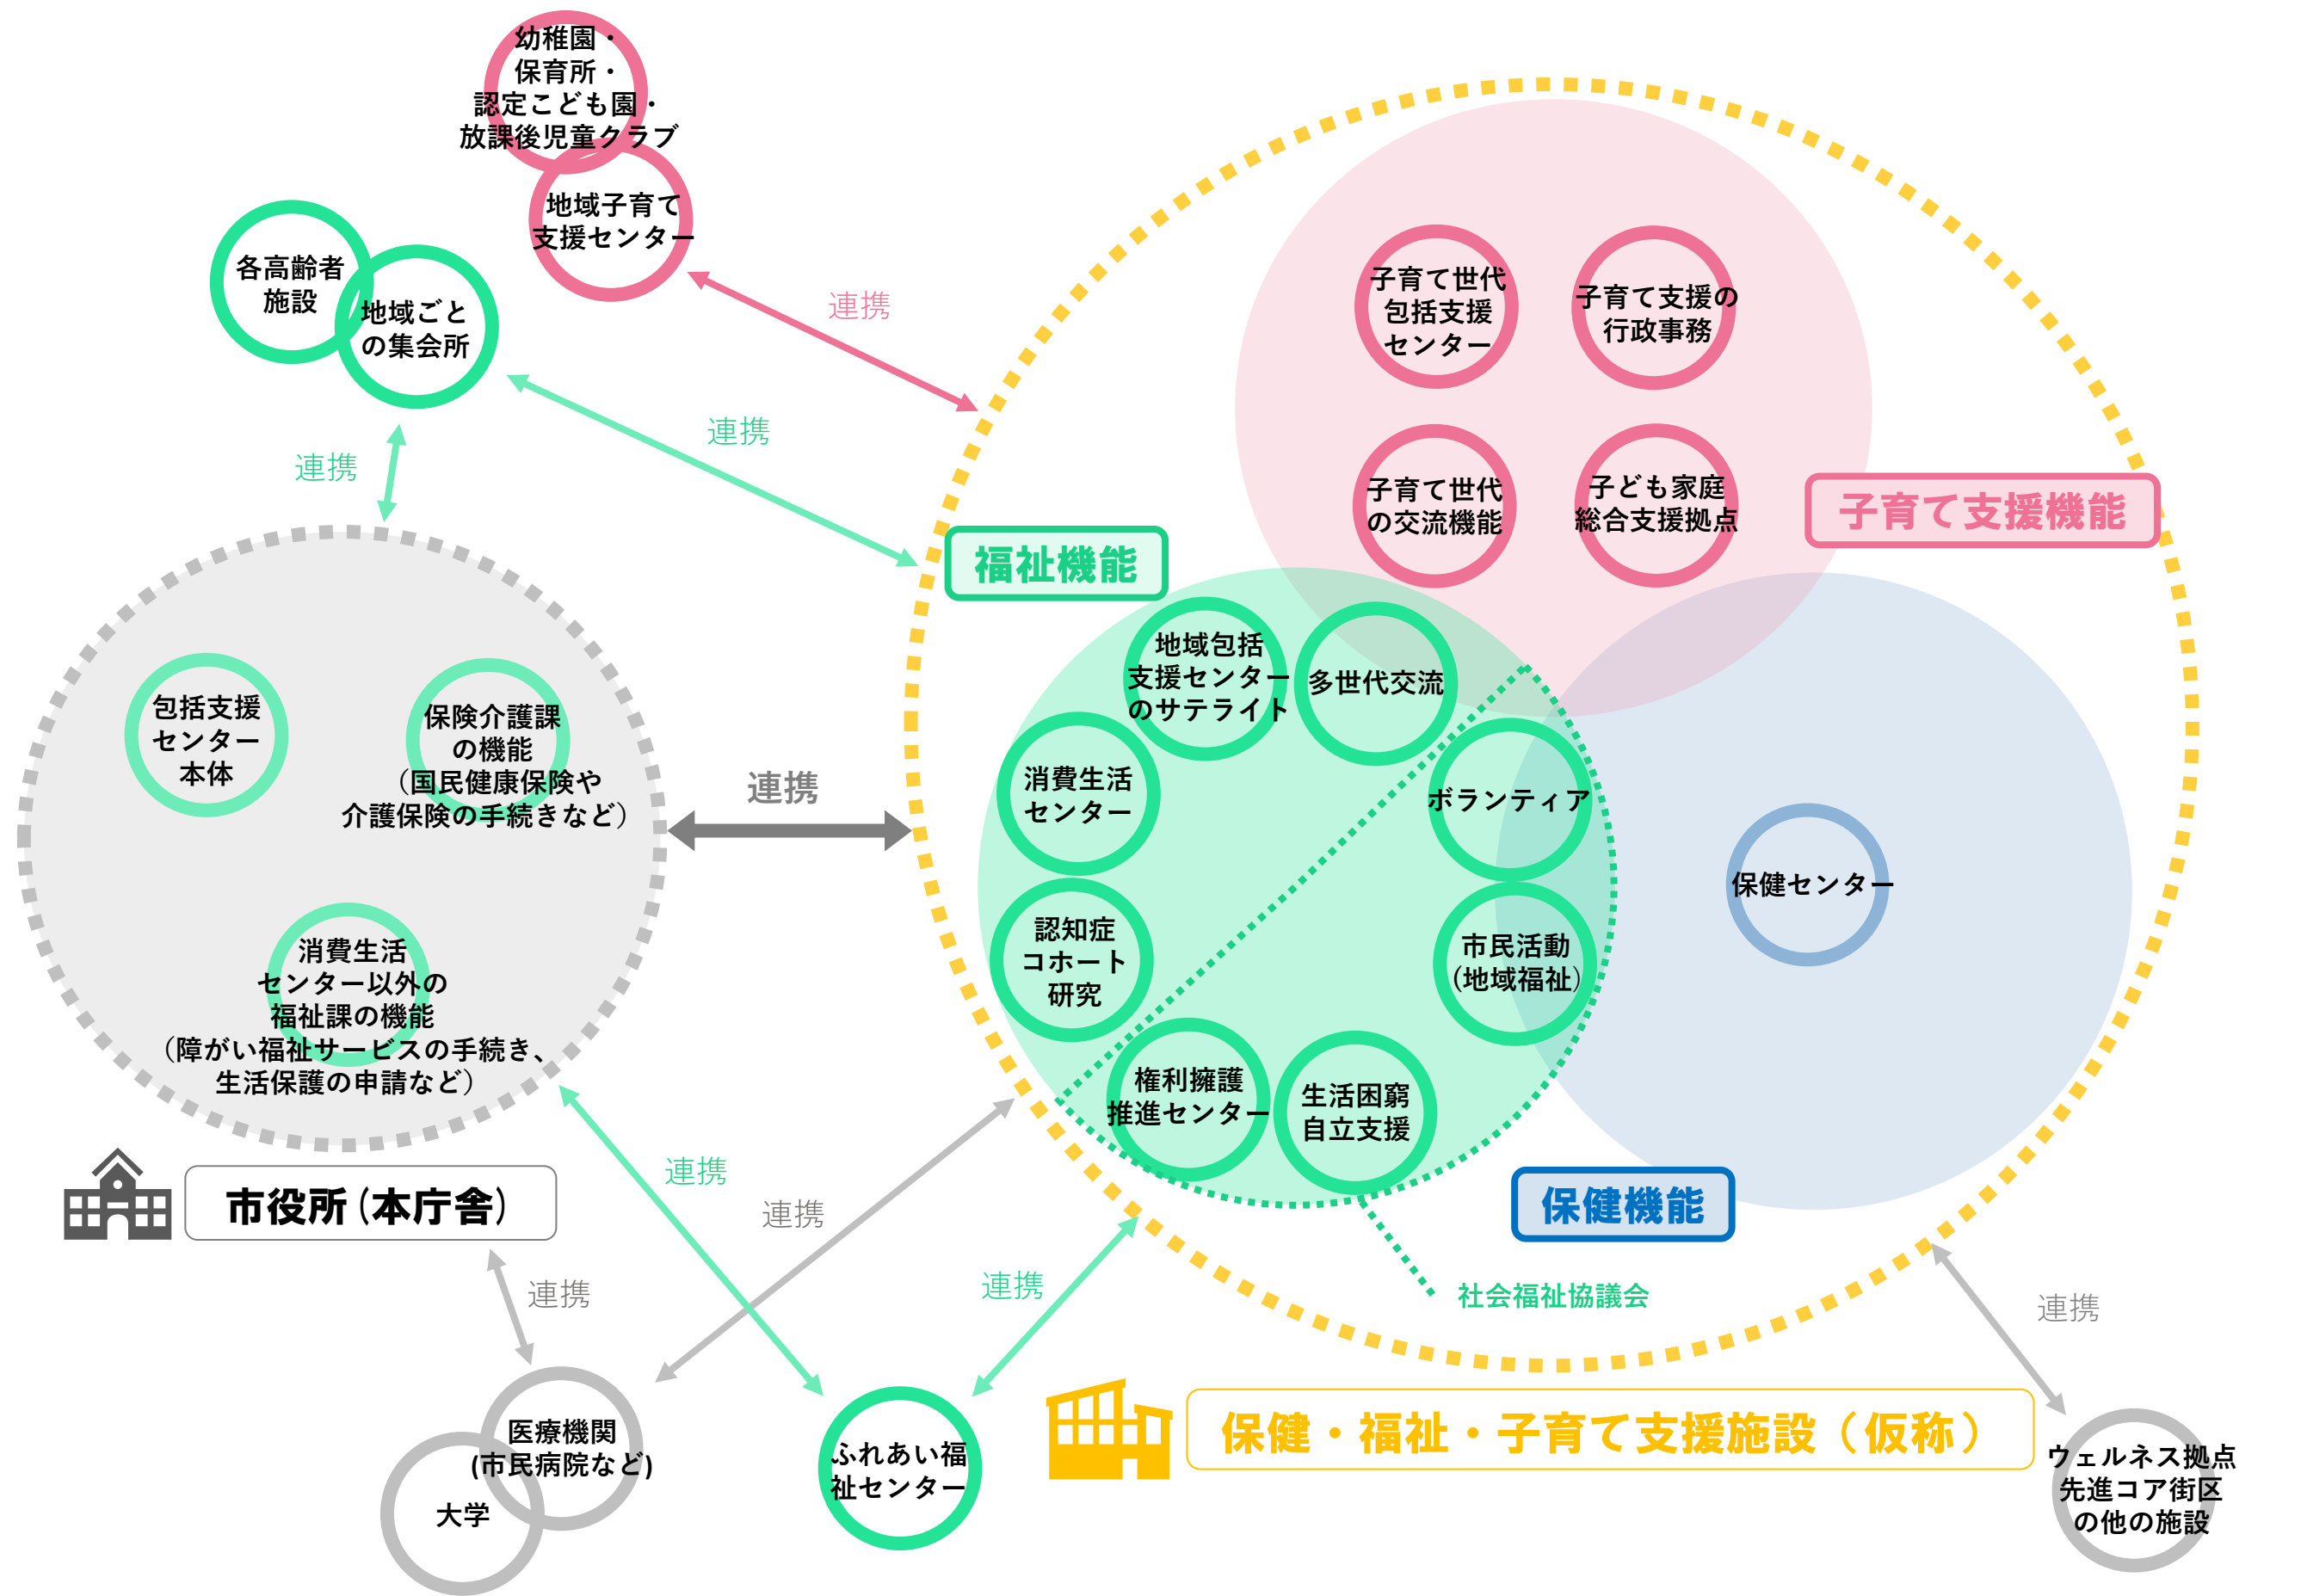 幼稚園・
保育所・
認定こども園・
放課後児童クラブ
地域子育て
支援センター
各高齢者
施設
地域ごと
の集会所
連携
連携
連携
子育て世代
包括支援
センター
子育て支援の
行政事務
子育て世代
の交流機能
子ども家庭
総合支援拠点
子育て支援機能
福祉機能
地域包括
支援センター
のサテライト
多世代交流
消費生活
センター
ボランティア
認知症
コホート
研究
市民活動
(地域福祉)
権利擁護
推進センター
生活困窮
自立支援
保健センター
保健機能
社会福祉協議会
包括支援
センター
本体
保険介護課
の機能
（国民健康保険や
介護保険の手続きなど）
連携
消費生活
センター以外の
福祉課の機能
（障がい福祉サービスの手続き、
生活保護の申請など）
市役所(本庁舎)
連携
連携
連携
連携
連携
医療機関
(市民病院など)
大学
ふれあい福
祉センター
保健・福祉・子育て支援施設（仮称）
ウェルネス拠点
先進コア街区
の他の施設